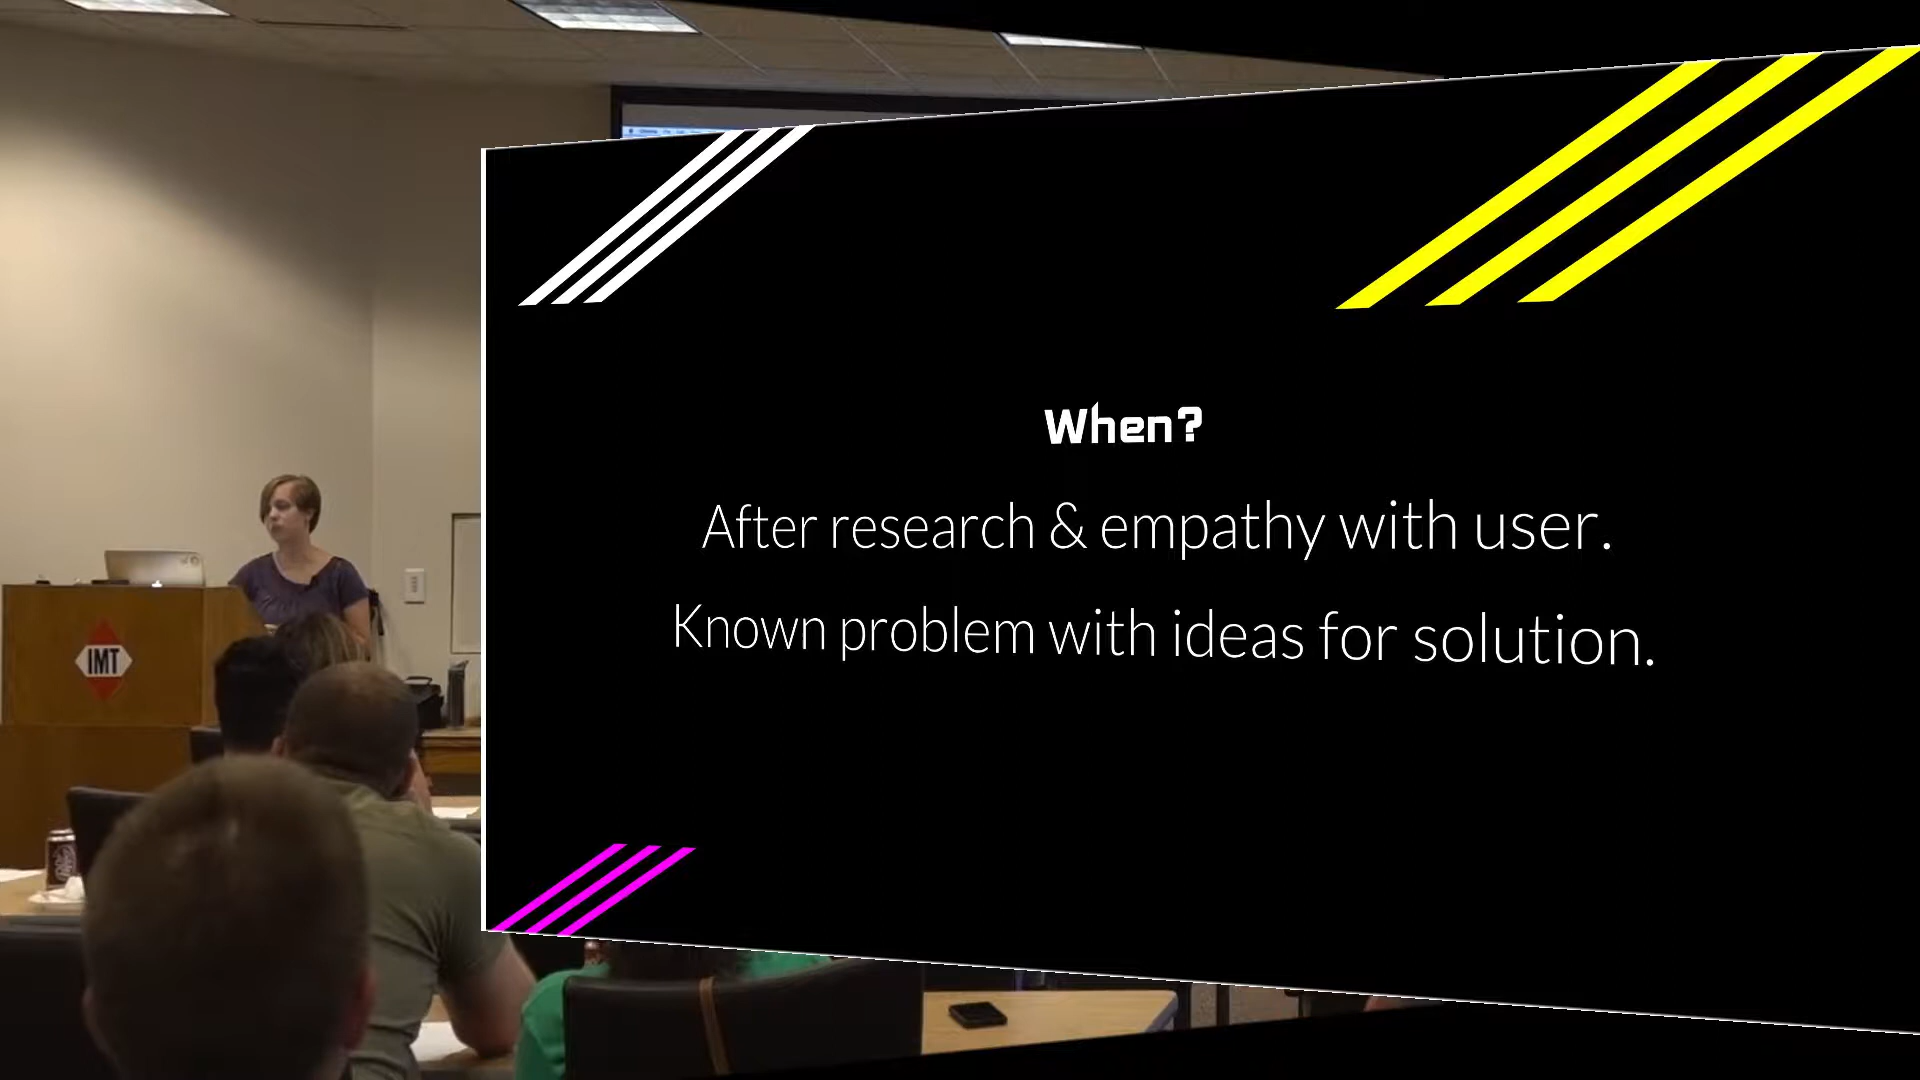 When?
After research & empathy with user.
Known problem with ideas for solution.
IMT